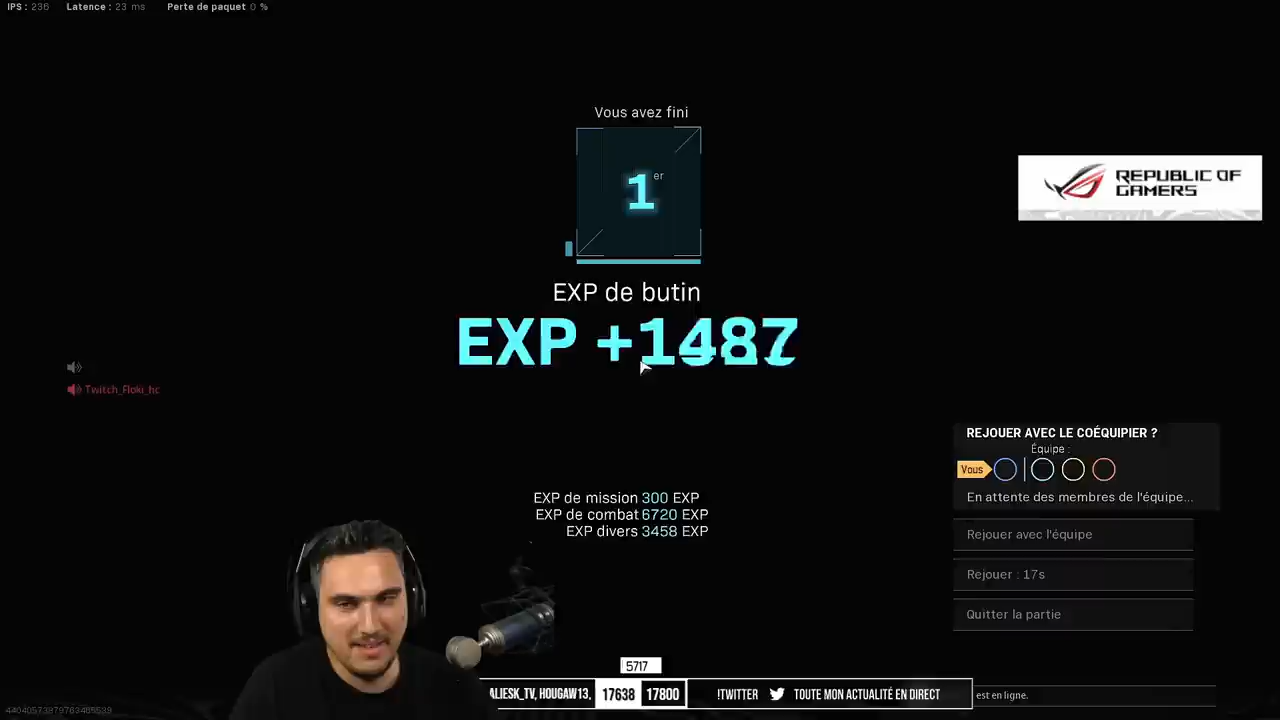 IPS : 236 Latence : 23 ms Perte de paquet 0 %
Vous avez fini
1er
REPUBLIC OF
GAMERS
EXP de butin
EXP +1487
Twitch_Floki_hc
REJOUER AVEC LE COÉQUIPIER ?
Équipe :
Vous
En attente des membres de l'équipe...
EXP de mission 300 EXP
EXP de combat 6720 EXP
EXP divers 3458 EXP
Rejouer avec l'équipe
Rejouer : 17s
Quitter la partie
5717
ALIESK_TV, HOUGAW13, 17638 17800 !TWITTER TOUTE MON ACTUALITÉ EN DIRECT
est en ligne.